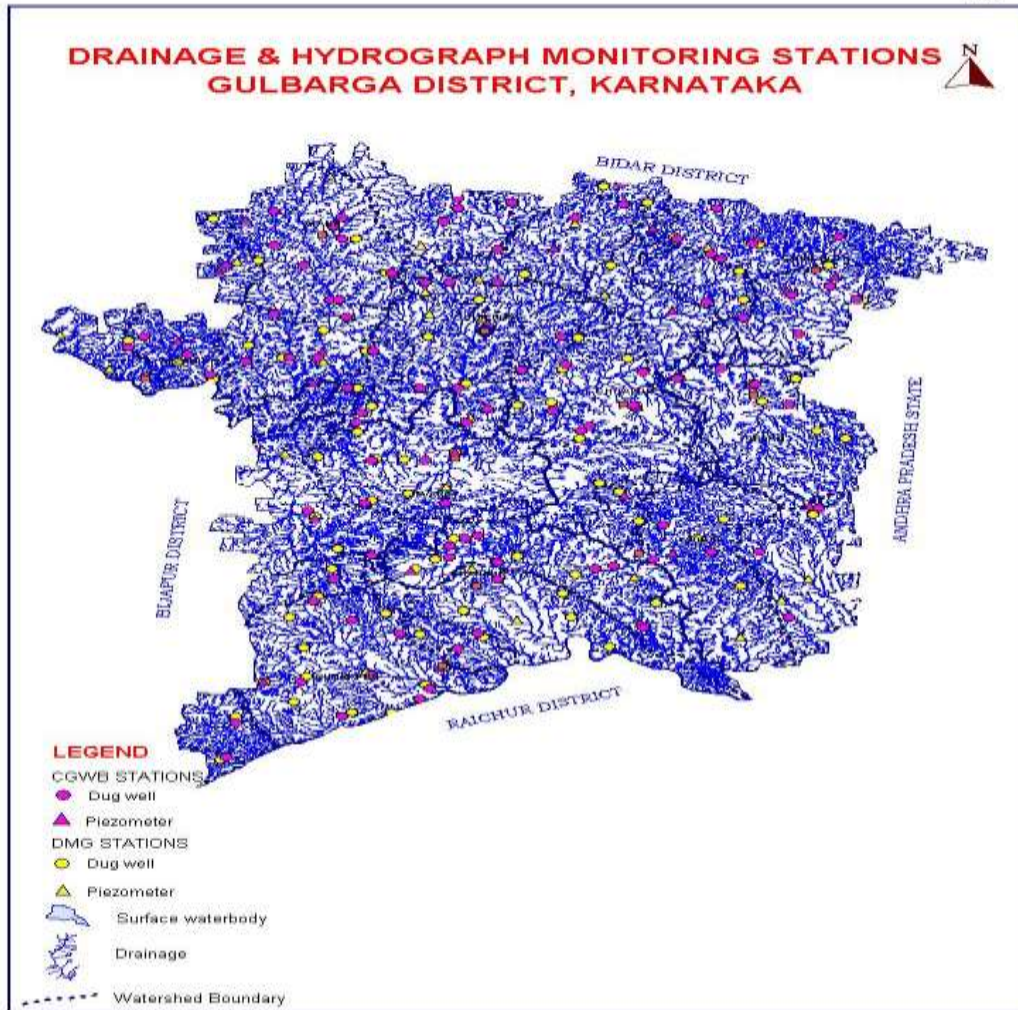 DRAINAGE & HYDROGRAPH MONITORING STATIONS
GULBARGA DISTRICT, KARNATAKA
N
BIDAR DISTRICT
ANDHRA PRADESH STATE
BIJAPUR DISTRICT
RAICHUR DISTRICT
LEGEND
CGWB STATIONS
Dug well
Piezometer
DMG STATIONS
Dug well
Piezometer
Surface waterbody
Drainage
Watershed Boundary